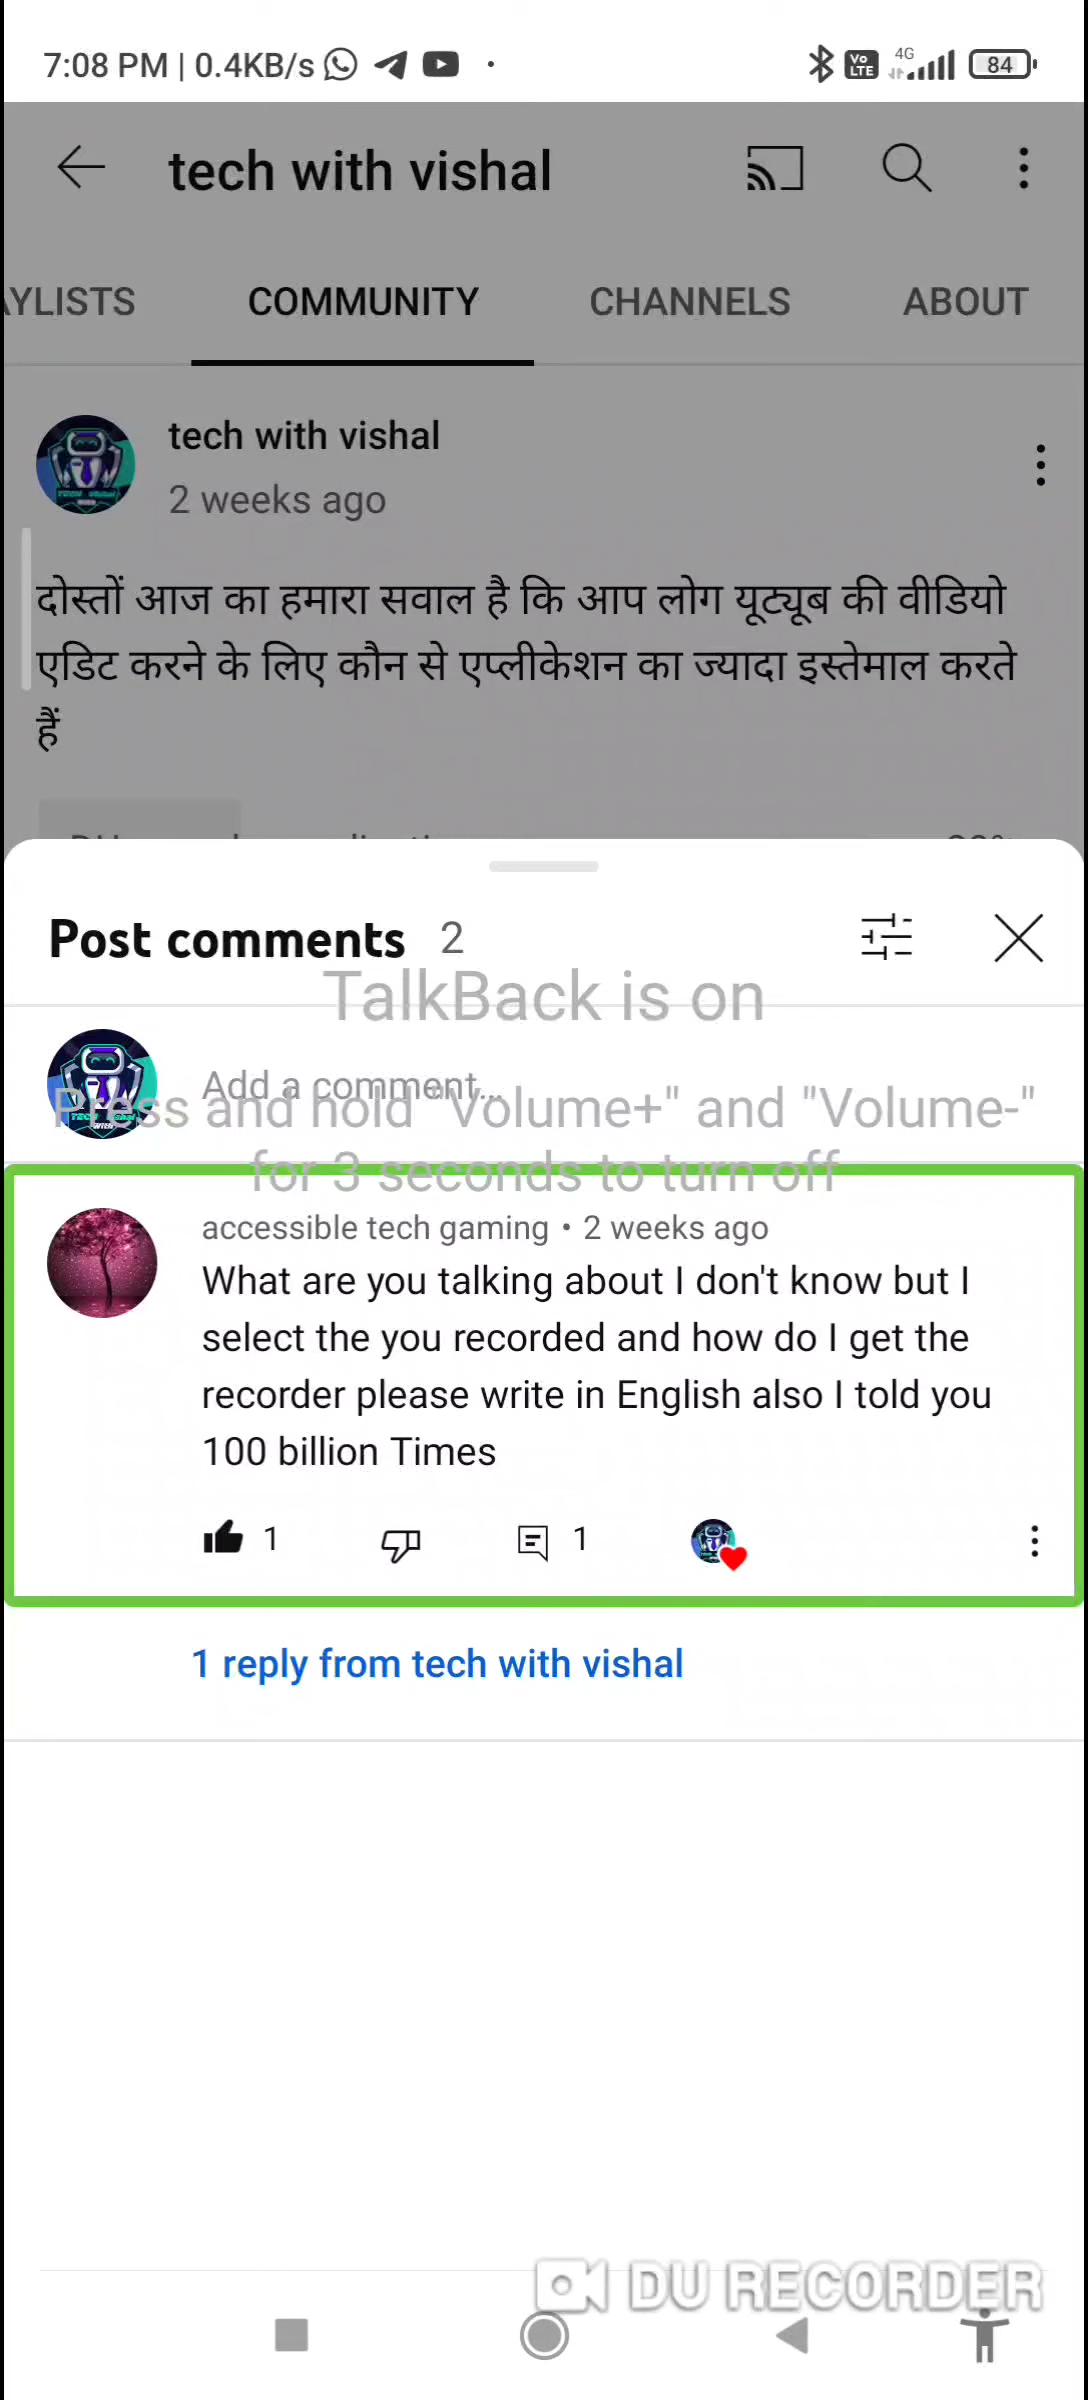 7:08 PM | 0.4KB/s
Vo LTE 4G 84
tech with vishal
AYLISTS COMMUNITY CHANNELS ABOUT
tech with vishal
2 weeks ago
दोस्तों आज का हमारा सवाल है कि आप लोग यूट्यूब की वीडियो
एडिट करने के लिए कौन से एप्लीकेशन का ज्यादा इस्तेमाल करते
हैं
Post comments 2
TalkBack is on
Add a comment...
Press and hold "Volume+" and "Volume-"
for 3 seconds to turn off
accessible tech gaming • 2 weeks ago
What are you talking about I don't know but I
select the you recorded and how do I get the
recorder please write in English also I told you
100 billion Times
1 1
1 reply from tech with vishal
DU RECORDER